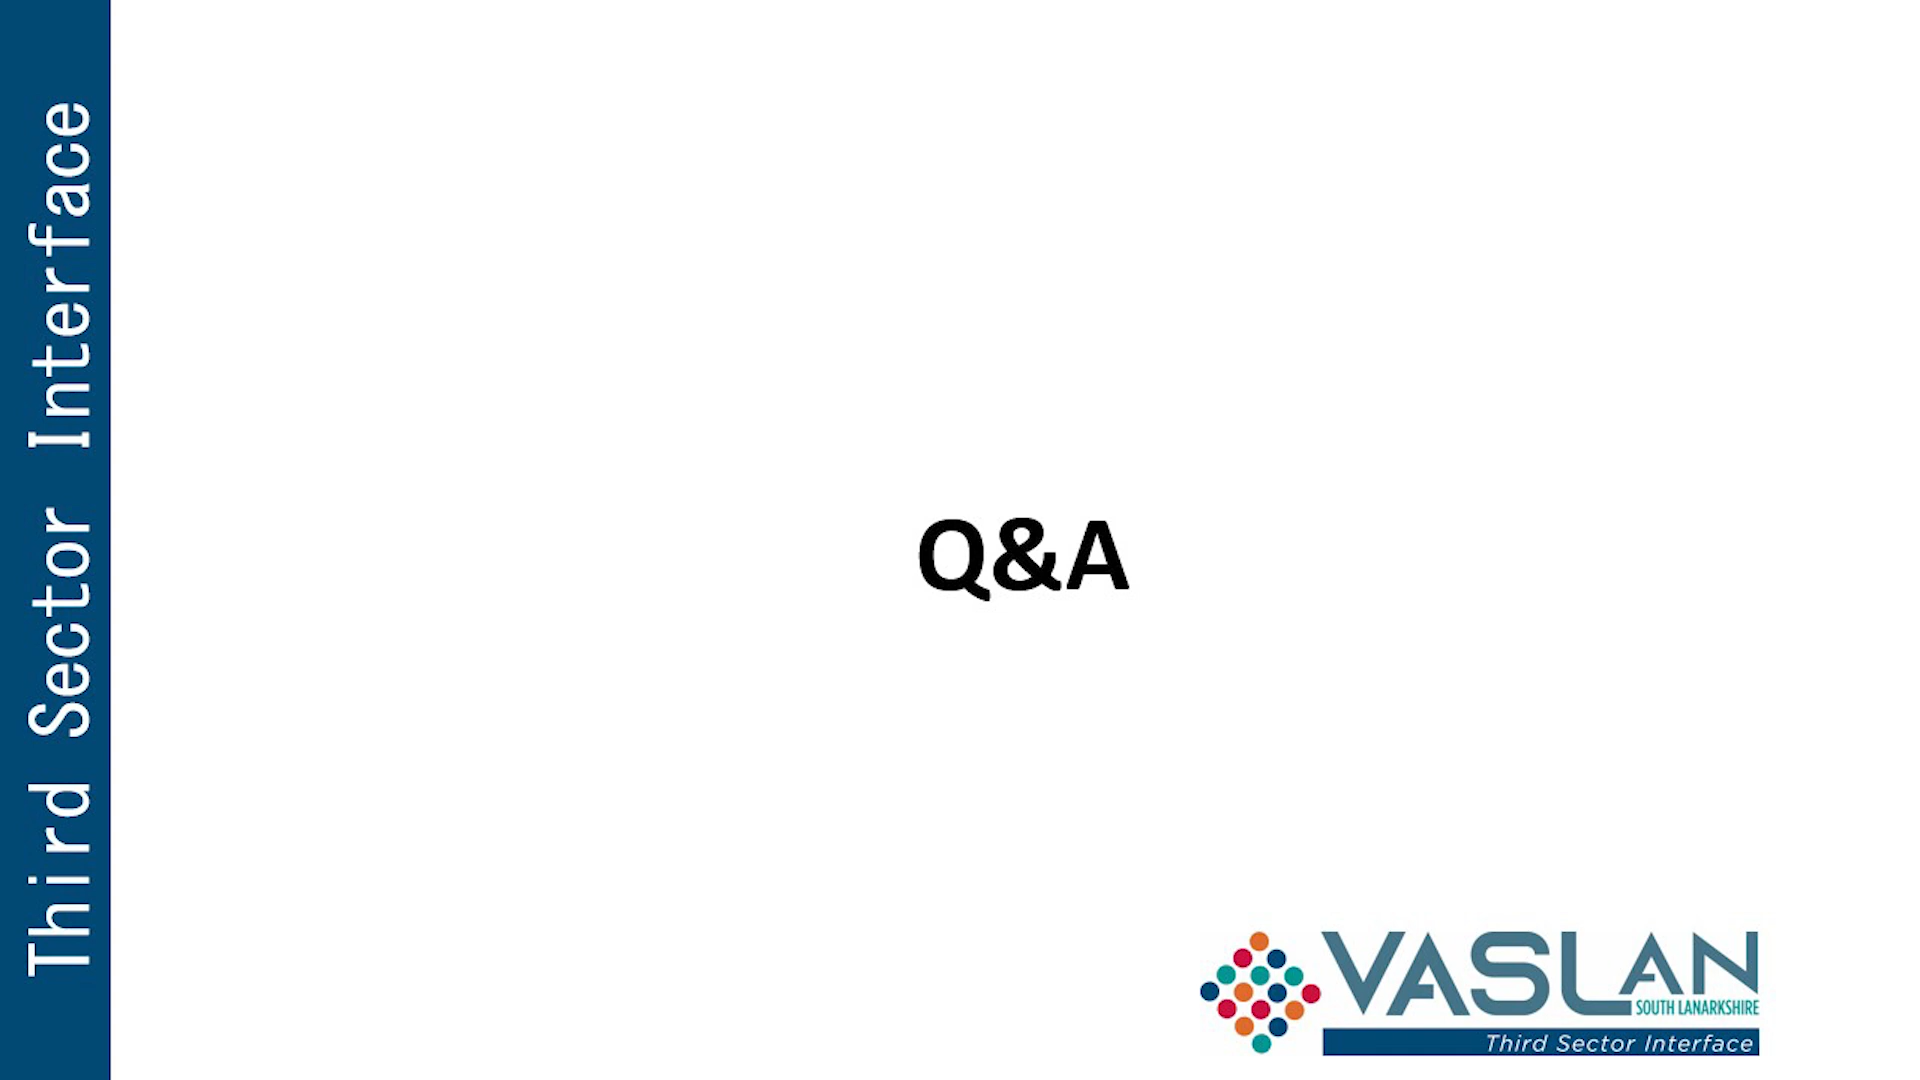 Third Sector Interface
Q&A
VASLAN
SOUTH LANARKSHIRE
Third Sector Interface